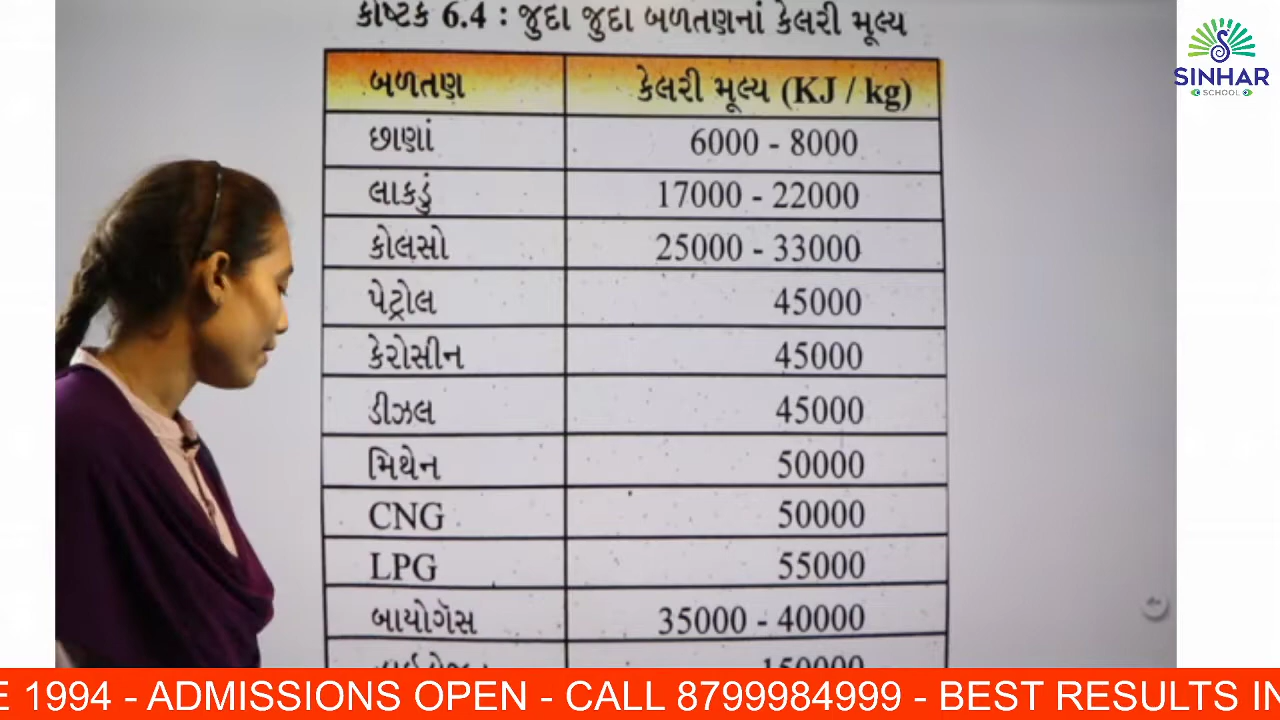 કોષ્ટક 6.4 : જુદા જુદા બળતણનાં કેલરી મૂલ્ય
SINHAR
SCHOOL
બળતણ કેલરી મૂલ્ય (KJ / kg)
છાણાં 6000 - 8000
લાકડું 17000 - 22000
કોલસો 25000 - 33000
પેટ્રોલ 45000
કેરોસીન 45000
ડીઝલ 45000
મિથેન 50000
CNG 50000
LPG 55000
બાયોગૅસ 35000 - 40000
150000
E 1994 - ADMISSIONS OPEN - CALL 8799984999 - BEST RESULTS IN